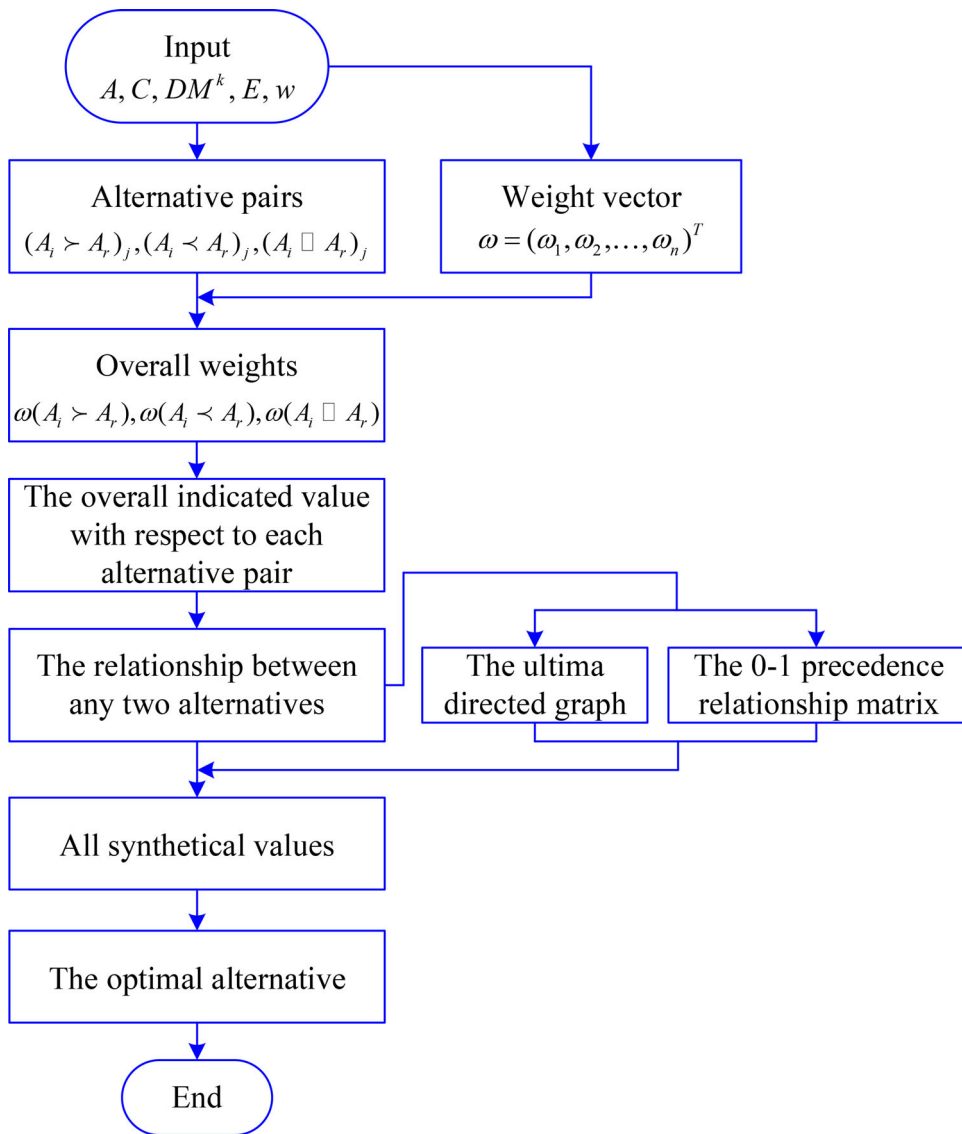 Input
A, C, DM^k, E, w
Alternative pairs
(A_i ≻ A_r)_j, (A_i ≺ A_r)_j, (A_i □ A_r)_j
Weight vector
ω = (ω_1, ω_2, …, ω_n)^T
Overall weights
ω(A_i ≻ A_r), ω(A_i ≺ A_r), ω(A_i □ A_r)
The overall indicated value
with respect to each
alternative pair
The relationship between
any two alternatives
The ultima
directed graph
The 0-1 precedence
relationship matrix
All synthetical values
The optimal alternative
End